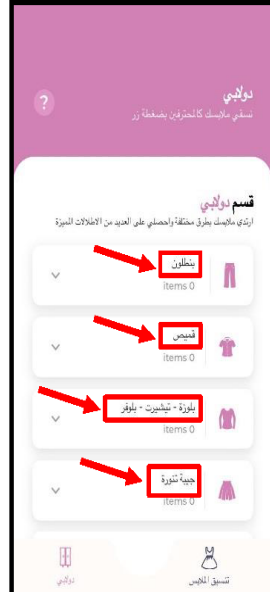 دولابي
نسقي ملابسك كالمحترفين بضغطة زر
?
قسم دولابي
ارتدي ملابسك بطرق مختلفة واحصلي على العديد من الاطلالات المميزة
بنطلون
items 0
قميص
items 0
بلوزة - تيشيرت - بلوفر
items 0
جيبة تنورة
items 0
تنسيق الملابس
دولابي